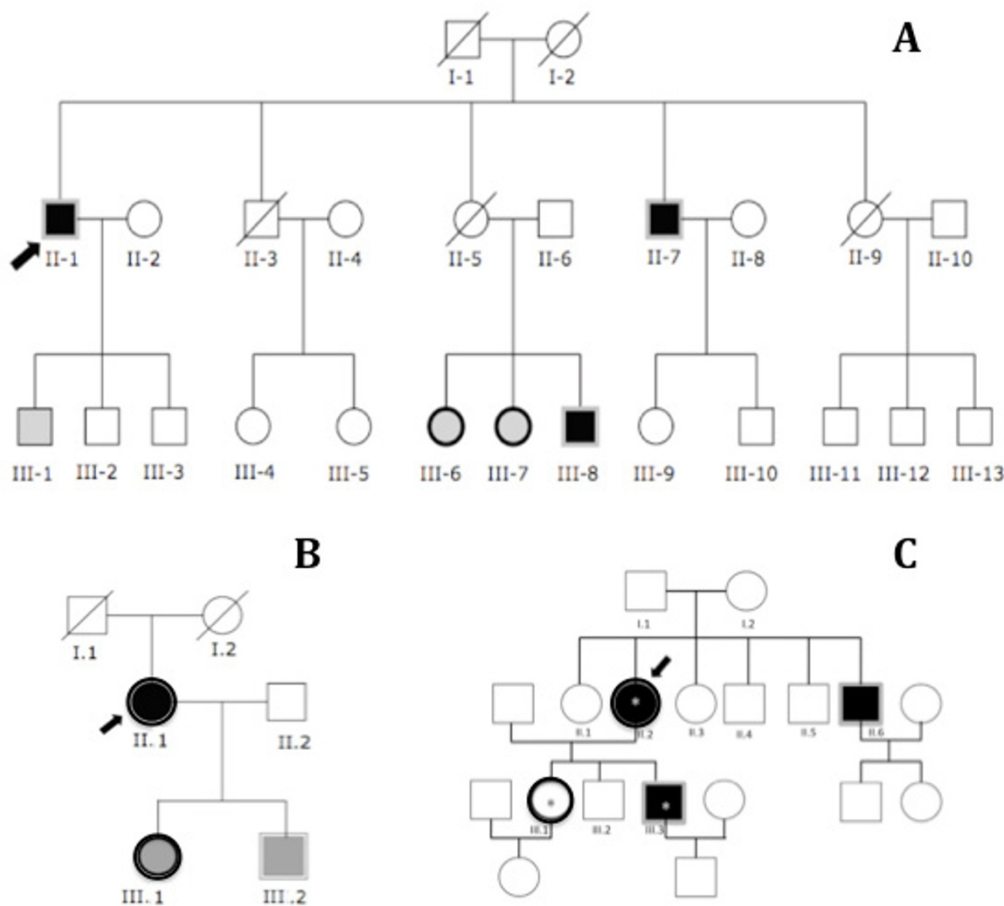 A
I-1 I-2
II-1 II-2 II-3 II-4 II-5 II-6 II-7 II-8 II-9 II-10
III-1 III-2 III-3 III-4 III-5 III-6 III-7 III-8 III-9 III-10 III-11 III-12 III-13
B
I.1 I.2
II.1 II.2
III.1 III.2
C
I.1 I.2
* 
II.1 II.2 II.3 II.4 II.5 II.6
* *
III.1 III.2 III.3